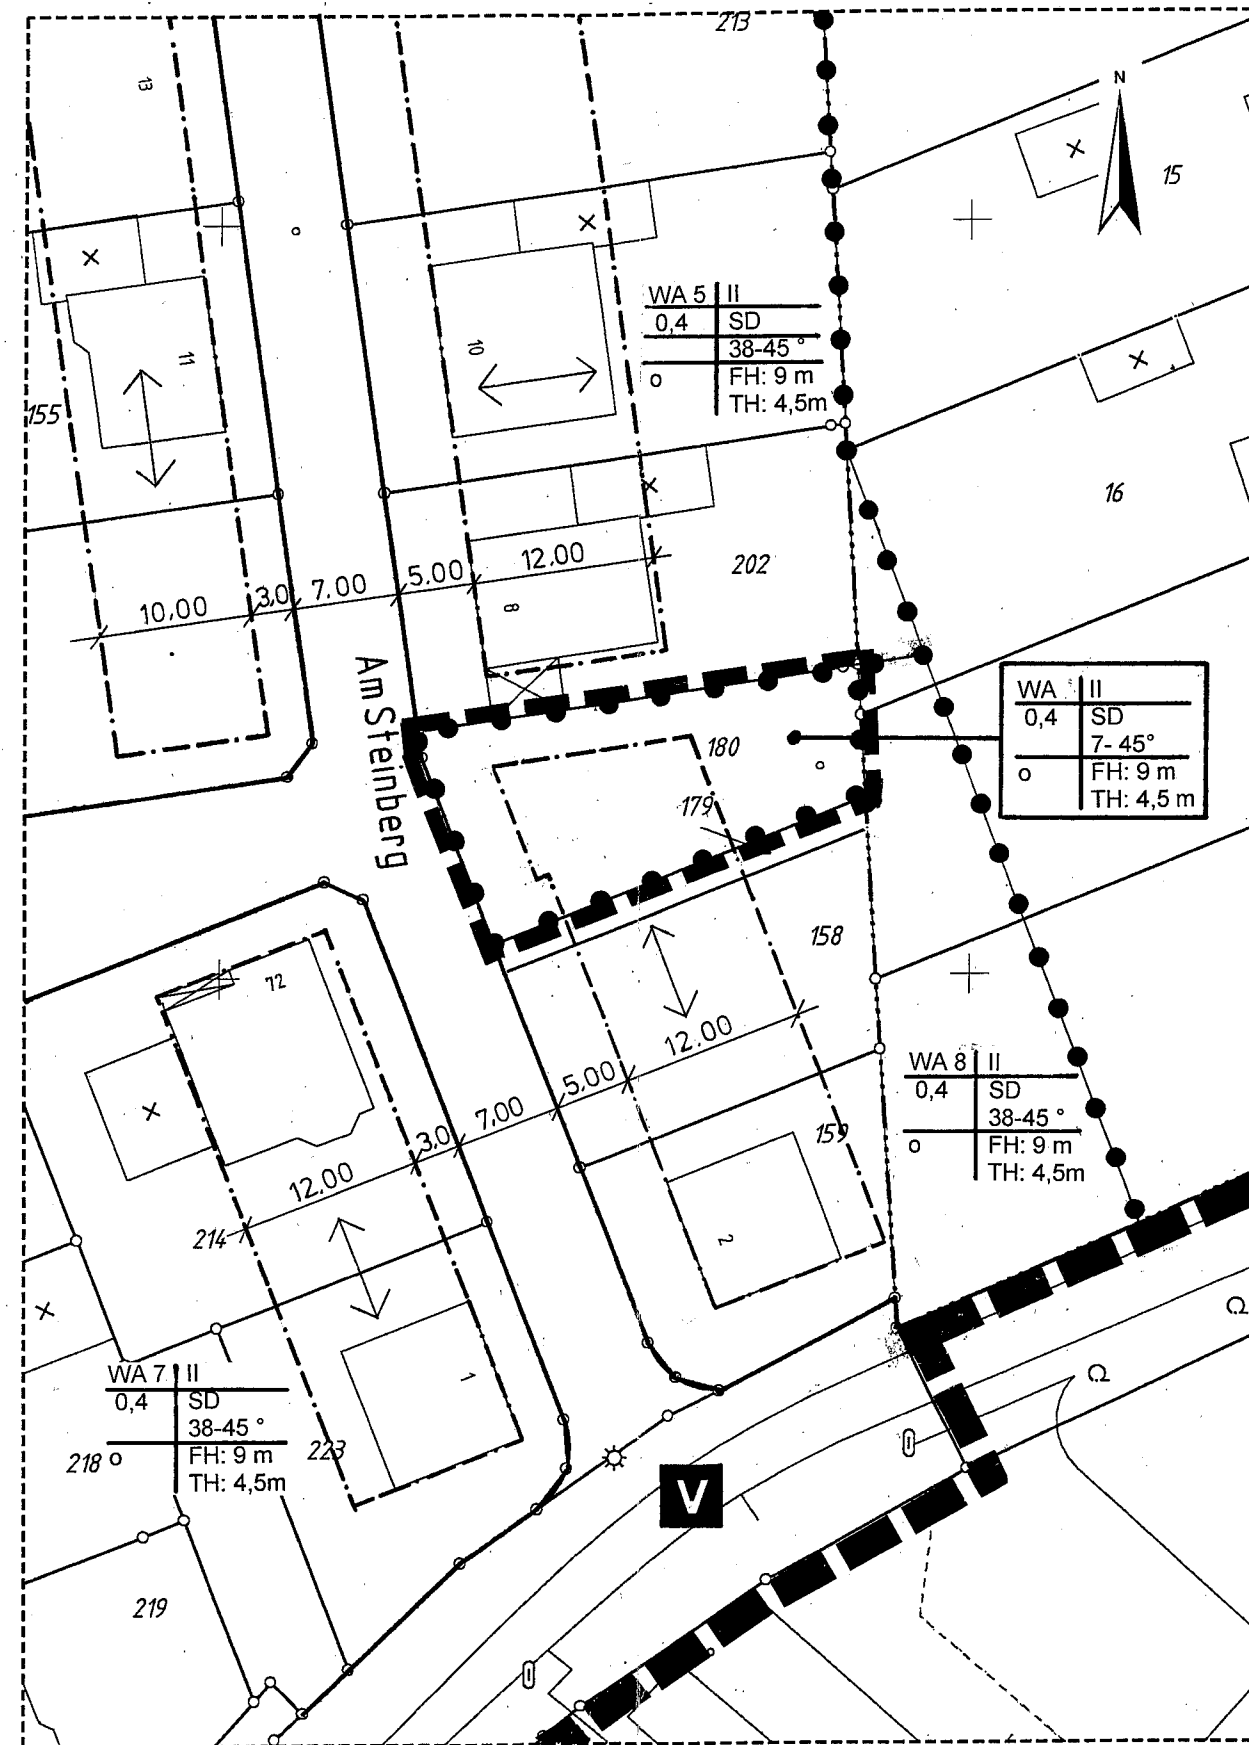 213
13
N
15
WA 5 II
0,4 SD
38-45 °
o FH: 9 m
TH: 4,5m
11
10
155
16
202
10,00 3,0 7.00 5.00 12.00
8
Am Steinberg
WA II
0,4 SD
7- 45°
o FH: 9 m
TH: 4,5 m
180
179
158
72
12.00
5.00
7,00
3,0
12.00
WA 8 II
0,4 SD
38-45 °
o FH: 9 m
TH: 4,5m
159
214
2
WA 7 II
0,4 SD
38-45 °
o FH: 9 m
TH: 4,5m
1
218
223
V
219